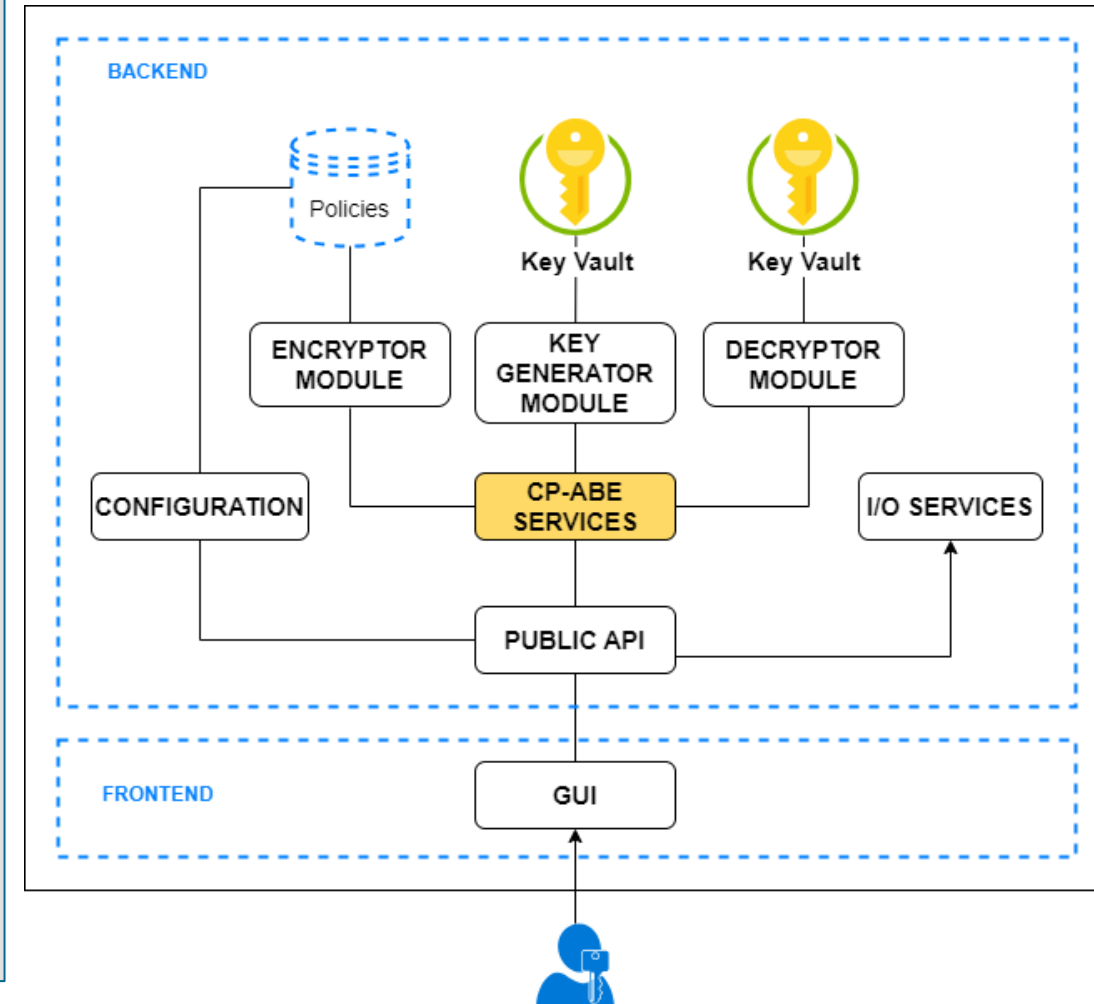 BACKEND
Policies
Key Vault
Key Vault
ENCRYPTOR
MODULE
KEY
GENERATOR
MODULE
DECRYPTOR
MODULE
CONFIGURATION
CP-ABE
SERVICES
I/O SERVICES
PUBLIC API
FRONTEND
GUI